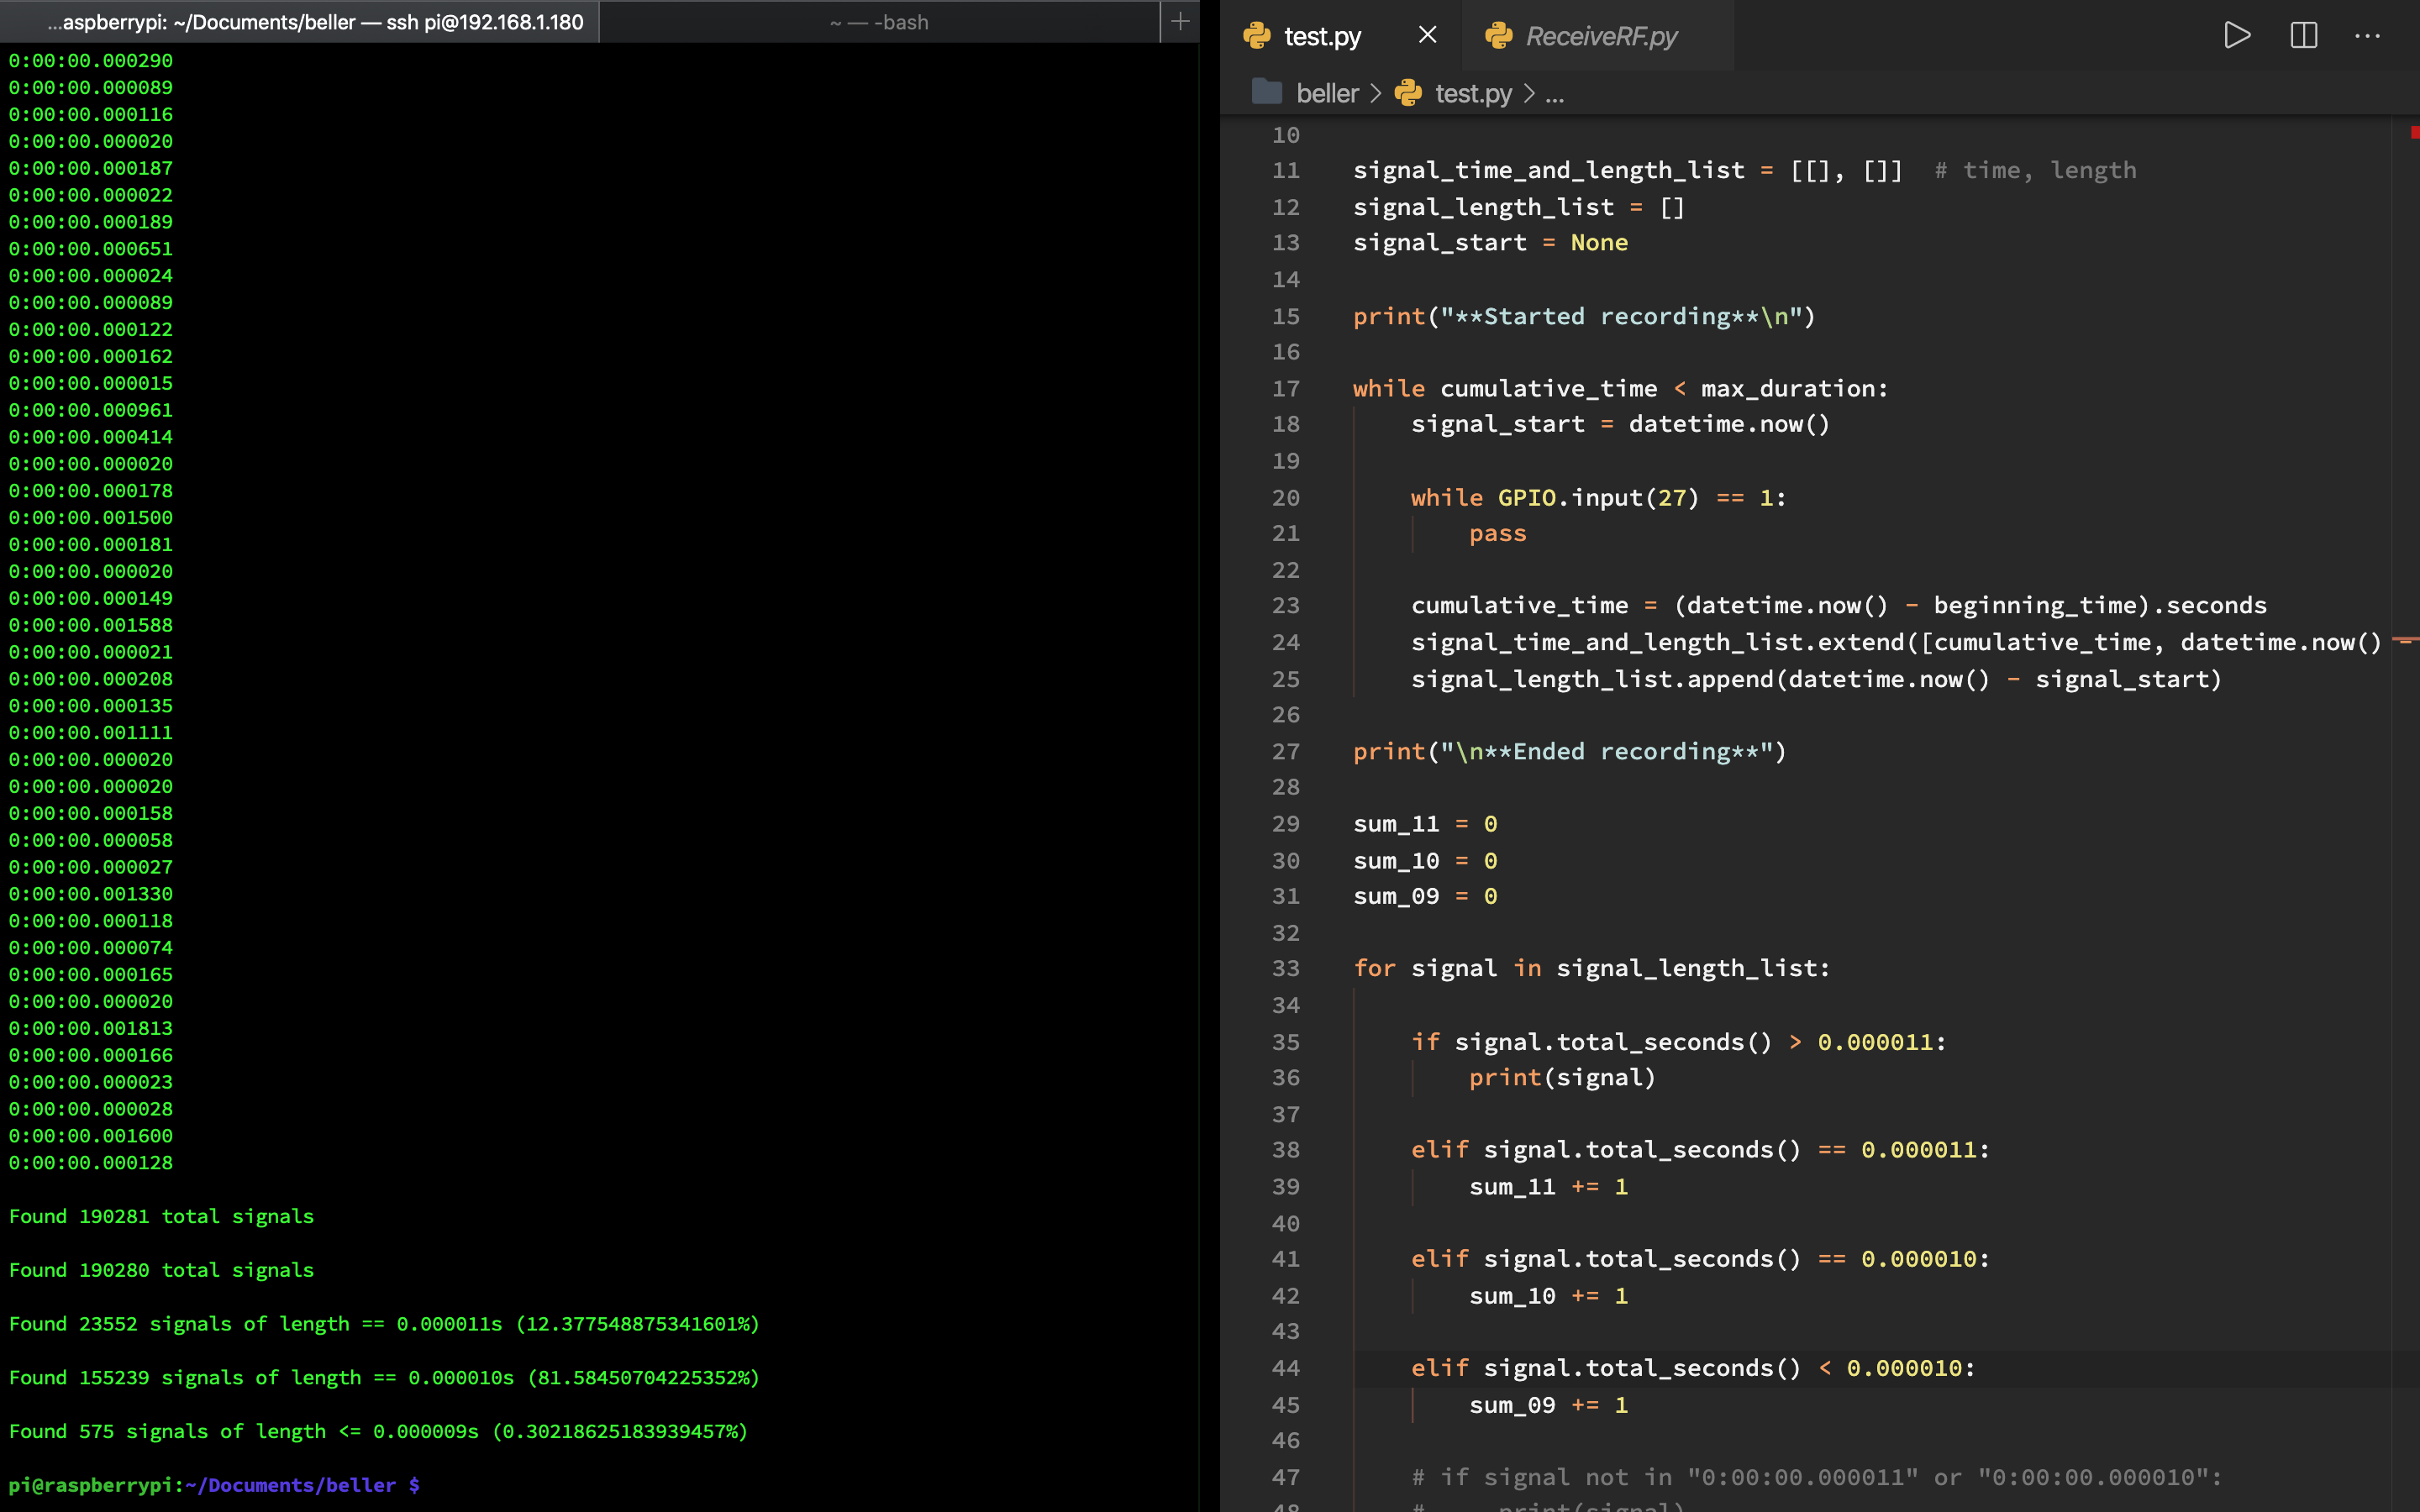 ...aspberrypi: ~/Documents/beller — ssh pi@192.168.1.180
~ — -bash
0:00:00.000290
0:00:00.000089
0:00:00.000116
0:00:00.000020
0:00:00.000187
0:00:00.000022
0:00:00.000189
0:00:00.000651
0:00:00.000024
0:00:00.000089
0:00:00.000122
0:00:00.000162
0:00:00.000015
0:00:00.000961
0:00:00.000414
0:00:00.000020
0:00:00.000178
0:00:00.001500
0:00:00.000181
0:00:00.000020
0:00:00.000149
0:00:00.001588
0:00:00.000021
0:00:00.000208
0:00:00.000135
0:00:00.001111
0:00:00.000020
0:00:00.000020
0:00:00.000158
0:00:00.000058
0:00:00.000027
0:00:00.001330
0:00:00.000118
0:00:00.000074
0:00:00.000165
0:00:00.000020
0:00:00.001813
0:00:00.000166
0:00:00.000023
0:00:00.000028
0:00:00.001600
0:00:00.000128
Found 190281 total signals
Found 190280 total signals
Found 23552 signals of length == 0.000011s (12.377548875341601%)
Found 155239 signals of length == 0.000010s (81.58450704225352%)
Found 575 signals of length <= 0.000009s (0.30218625183939457%)
pi@raspberrypi:~/Documents/beller $
test.py
ReceiveRF.py
beller > test.py > ...
10
11 signal_time_and_length_list = [[], []]  # time, length
12 signal_length_list = []
13 signal_start = None
14
15 print("**Started recording**\n")
16
17 while cumulative_time < max_duration:
18     signal_start = datetime.now()
19
20     while GPIO.input(27) == 1:
21         pass
22
23     cumulative_time = (datetime.now() - beginning_time).seconds
24     signal_time_and_length_list.extend([cumulative_time, datetime.now() -
25     signal_length_list.append(datetime.now() - signal_start)
26
27 print("\n**Ended recording**")
28
29 sum_11 = 0
30 sum_10 = 0
31 sum_09 = 0
32
33 for signal in signal_length_list:
34
35     if signal.total_seconds() > 0.000011:
36         print(signal)
37
38     elif signal.total_seconds() == 0.000011:
39         sum_11 += 1
40
41     elif signal.total_seconds() == 0.000010:
42         sum_10 += 1
43
44     elif signal.total_seconds() < 0.000010:
45         sum_09 += 1
46
47     # if signal not in "0:00:00.000011" or "0:00:00.000010":
48     #     print(signal)